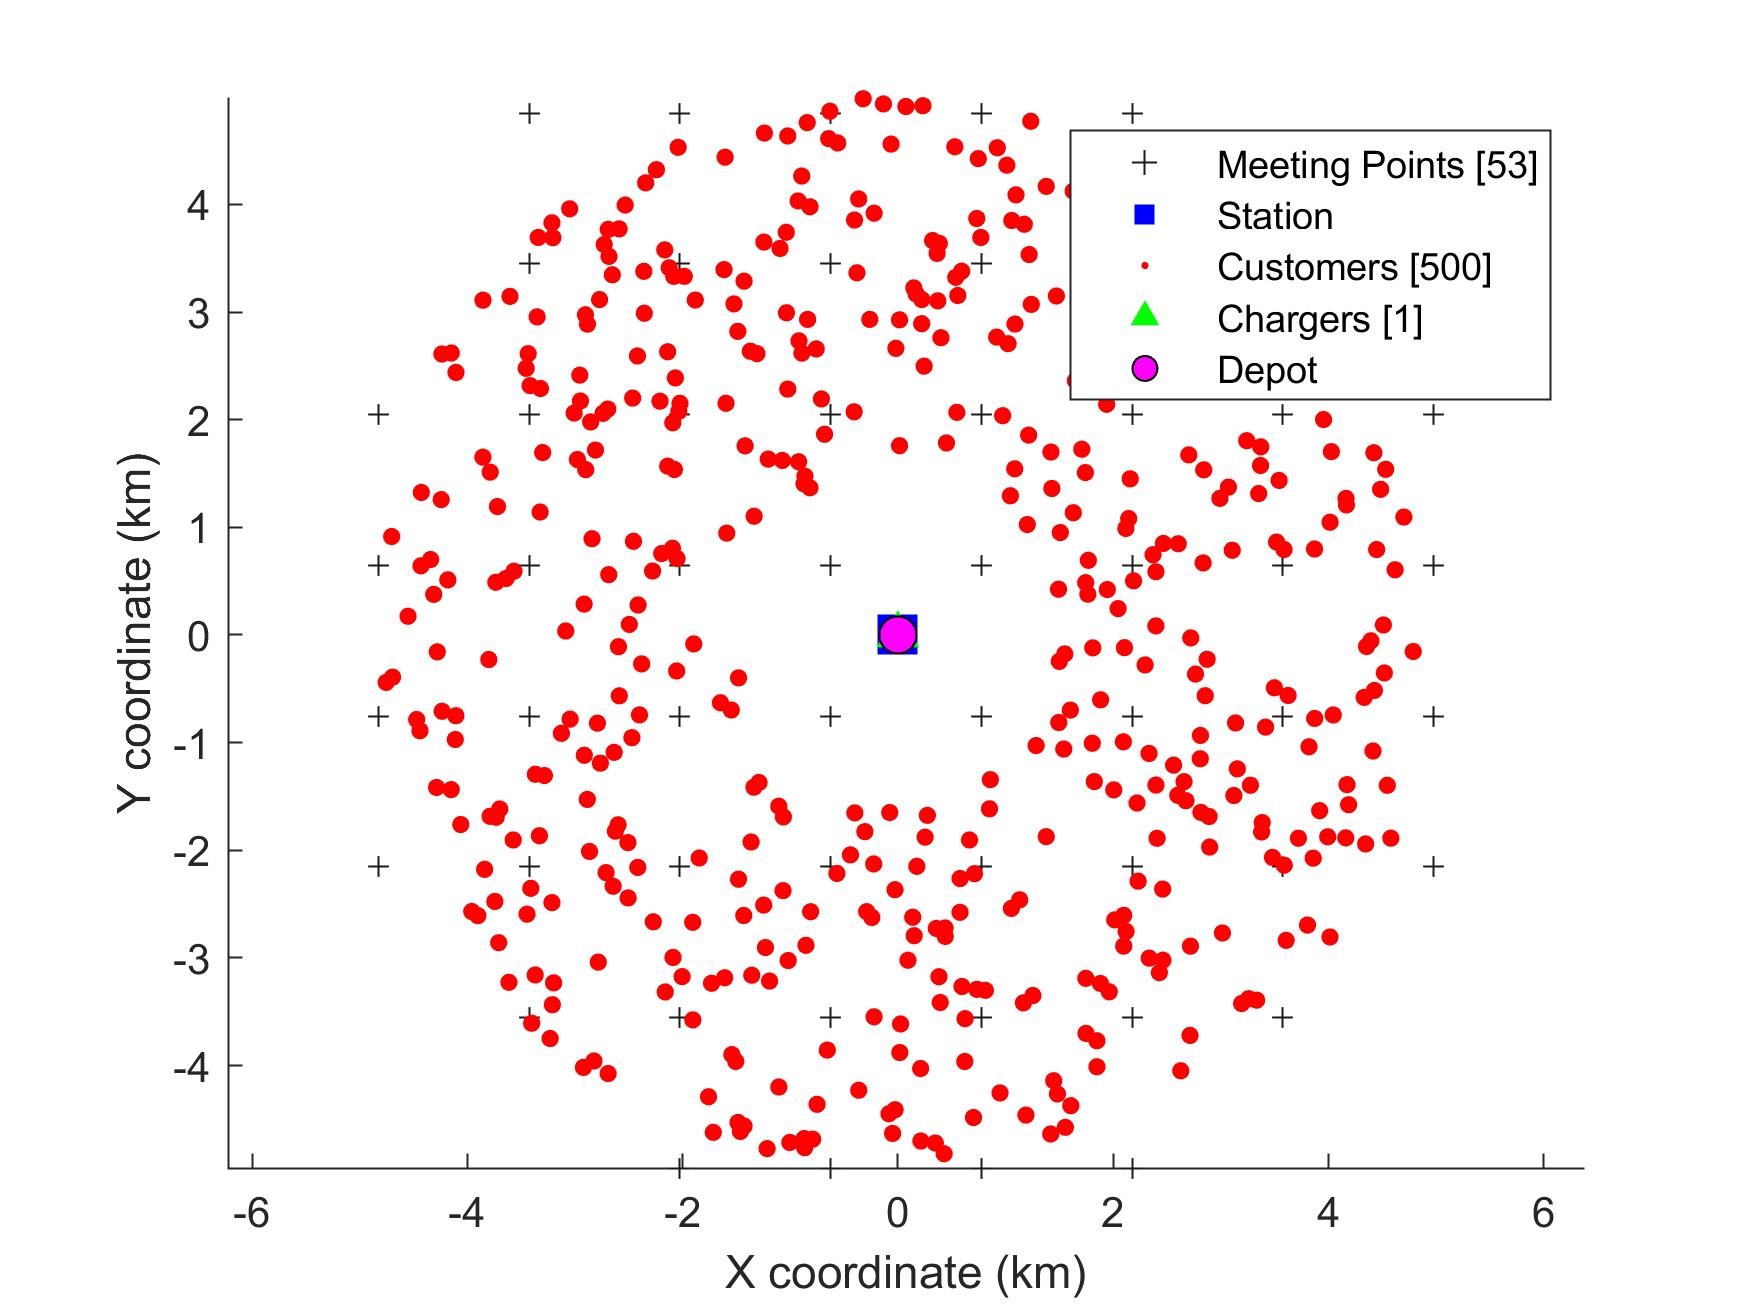 Meeting Points [53]
Station
Customers [500]
Chargers [1]
Depot
Y coordinate (km)
4
3
2
1
0
-1
-2
-3
-4
-6
-4
-2
0
2
4
6
X coordinate (km)